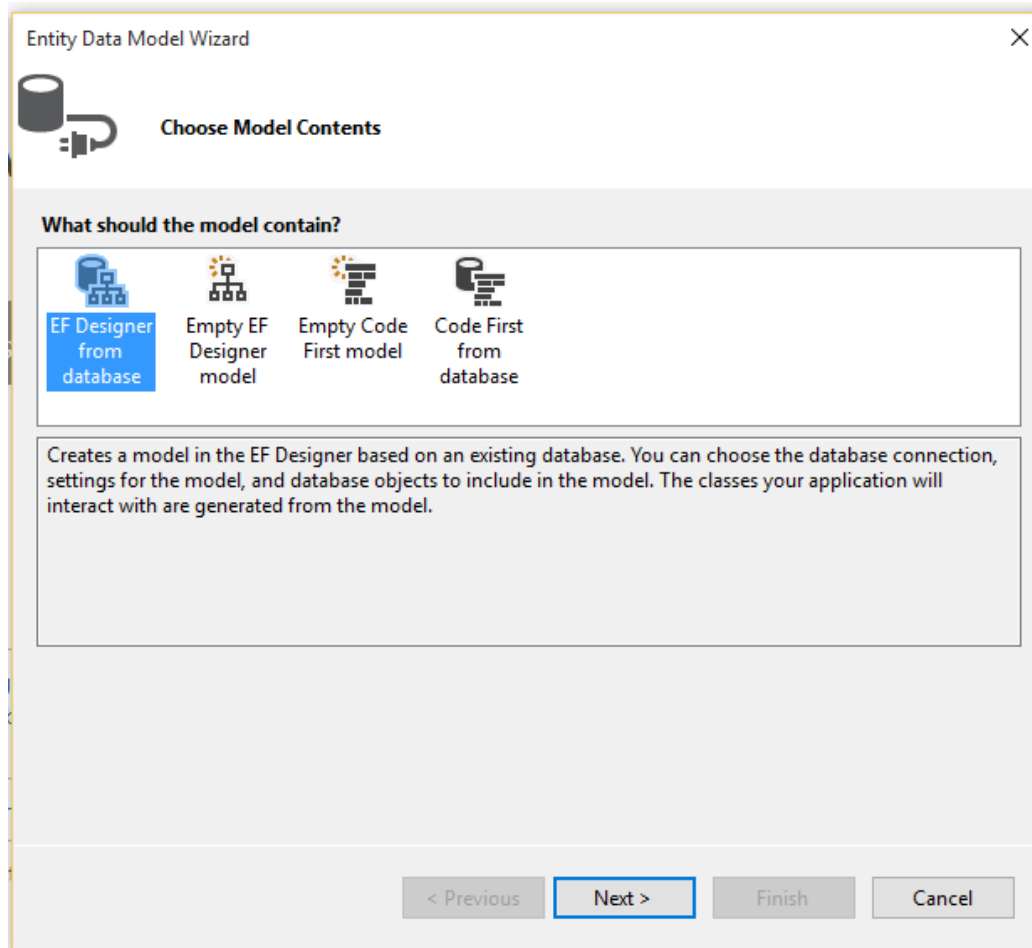 Entity Data Model Wizard
Choose Model Contents
What should the model contain?
EF Designer
from
database
Empty EF
Designer
model
Empty Code
First model
Code First
from
database
Creates a model in the EF Designer based on an existing database. You can choose the database connection,
settings for the model, and database objects to include in the model. The classes your application will
interact with are generated from the model.
< Previous
Next >
Finish
Cancel